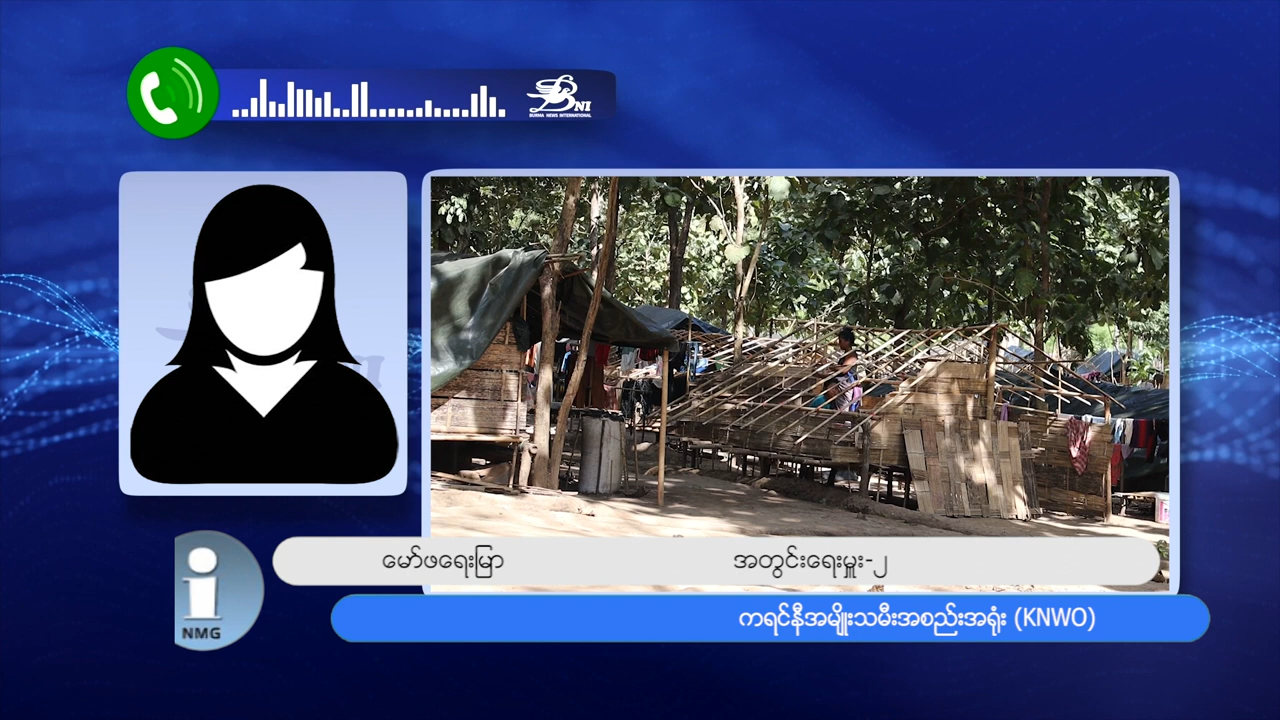 BNI
BURMA NEWS INTERNATIONAL
မော်ဖရေးမြာ အတွင်းရေးမှူး-၂
NMG
ကရင်နီအမျိုးသမီးအစည်းအရုံး (KNWO)